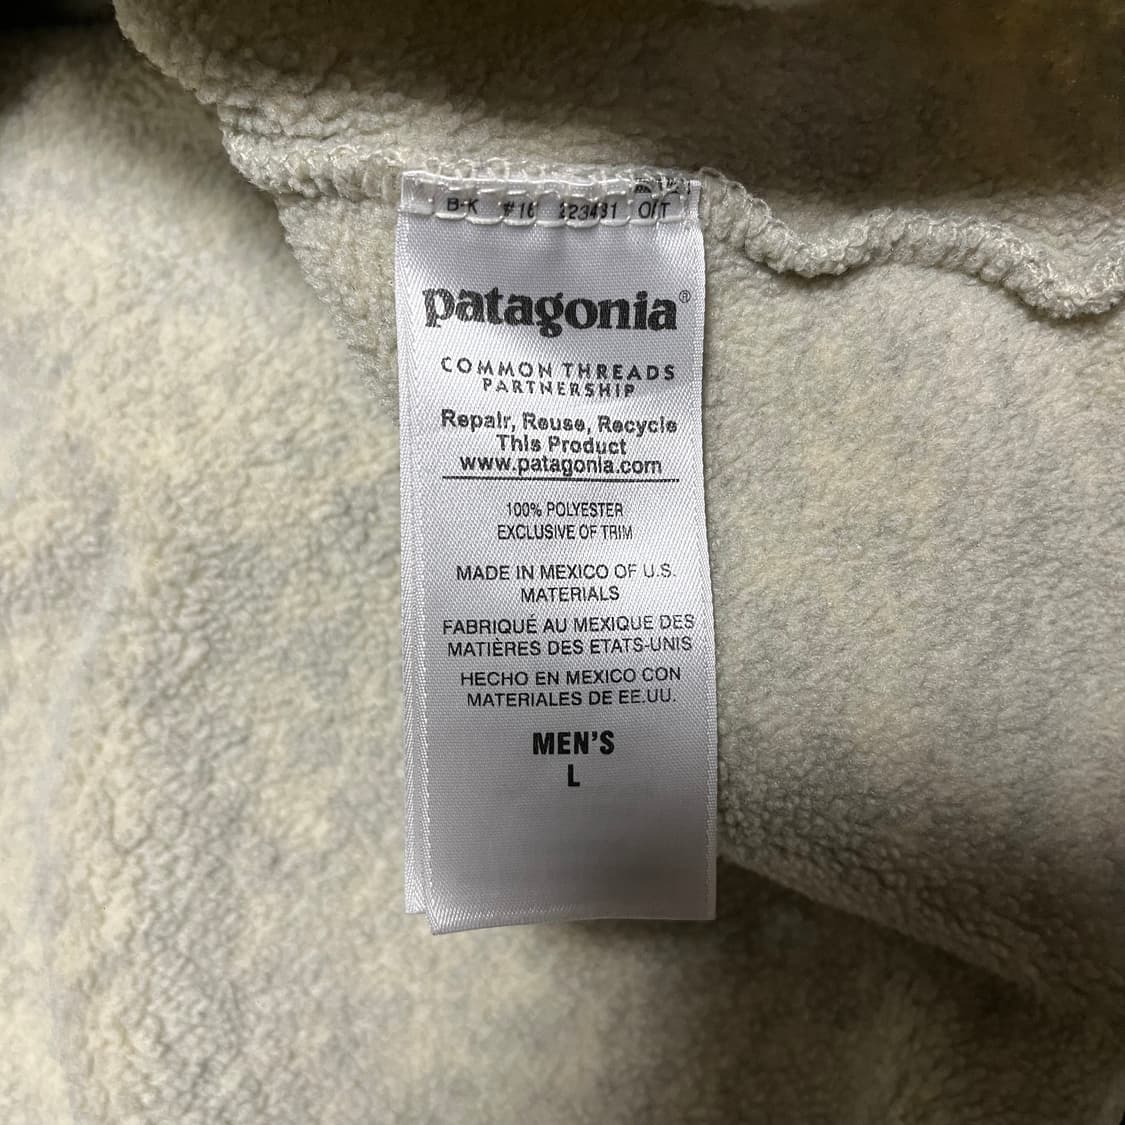 B-K #16 223431
patagonia®
COMMON THREADS
PARTNERSHIP
Repair, Reuse, Recycle
This Product
www.patagonia.com
100% POLYESTER
EXCLUSIVE OF TRIM
MADE IN MEXICO OF U.S.
MATERIALS
FABRIQUÉ AU MEXIQUE DES
MATIÈRES DES ETATS-UNIS
HECHO EN MEXICO CON
MATERIALES DE EE.UU.
MEN'S
L